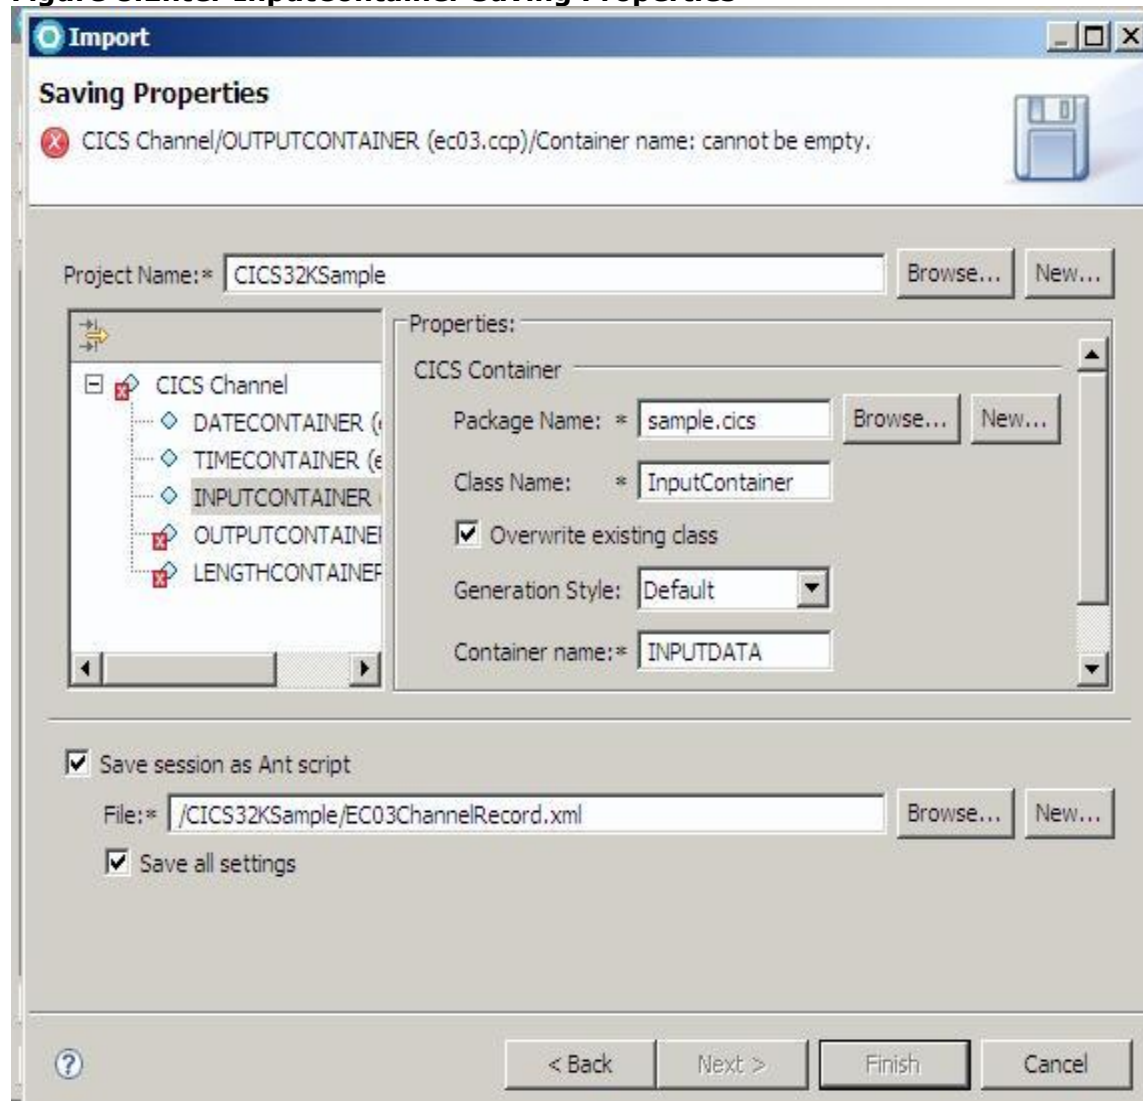 Import
Saving Properties
CICS Channel/OUTPUTCONTAINER (ec03.ccp)/Container name: cannot be empty.
Project Name:* CICS32KSample Browse... New...
Properties:
CICS Container
CICS Channel
DATECONTAINER (
TIMECONTAINER (e
INPUTCONTAINER
OUTPUTCONTAINE
LENGTHCONTAINER
Package Name: * sample.cics Browse... New...
Class Name: * InputContainer
Overwrite existing class
Generation Style: Default
Container name:* INPUTDATA
Save session as Ant script
File:* /CICS32KSample/EC03ChannelRecord.xml Browse... New...
Save all settings
< Back Next > Finish Cancel